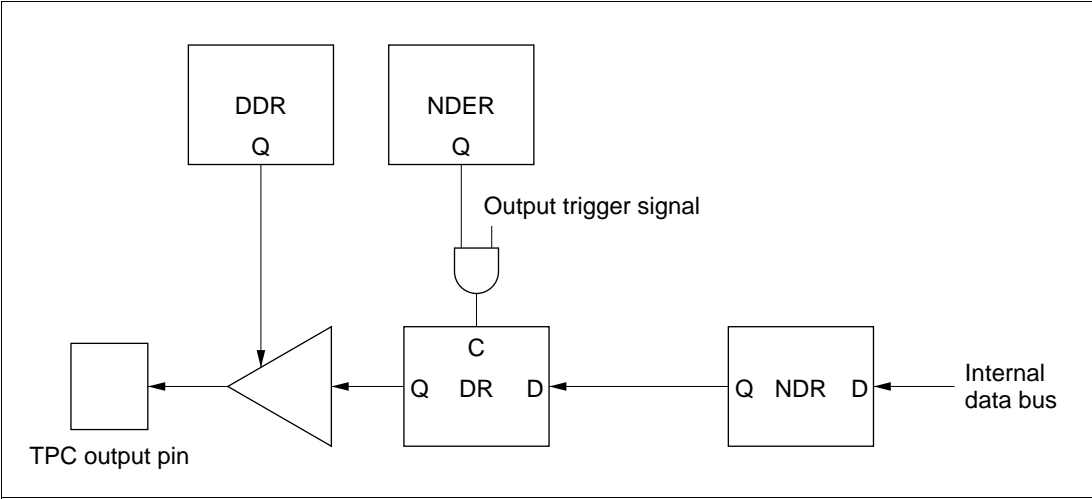 DDR
Q
NDER
Q
Output trigger signal
C
Q DR D
Q NDR D
Internal
data bus
TPC output pin